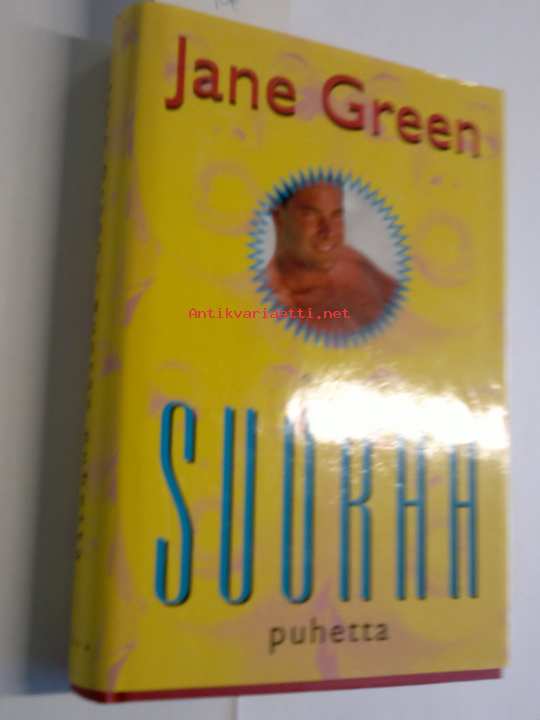 Jane Green
Antikvariaatti.net
SUORAA
puhetta